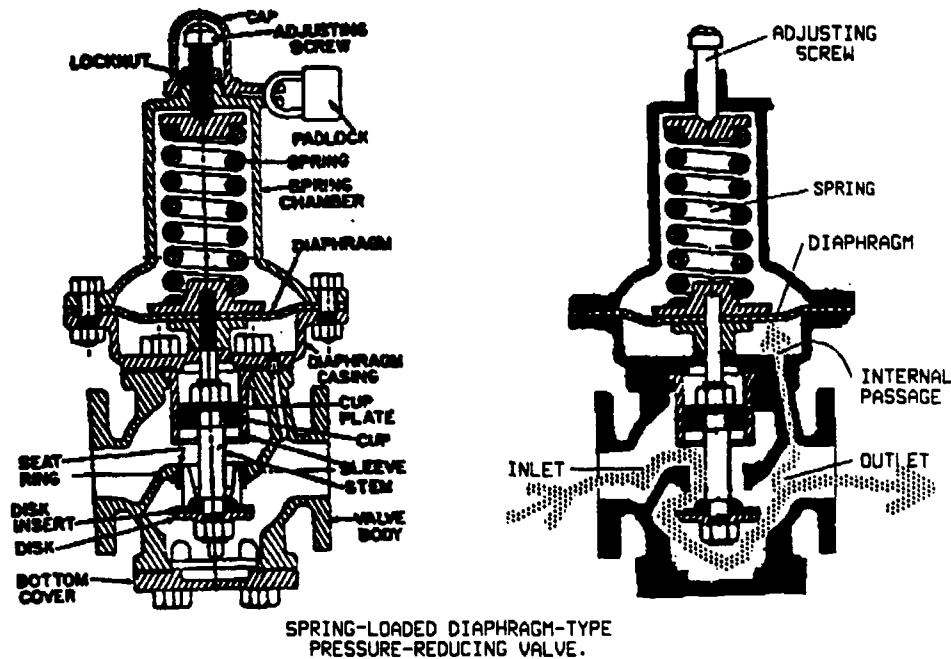 CAP
ADJUSTING
SCREW
LOCKNUT
PADLOCK
SPRING
SPRING
CHAMBER
DIAPHRAGM
DIAPHRAGM
CASING
CUP
PLATE
CUP
SEAT
RING
SLEEVE
STEM
DISK
INSERT
DISK
VALVE
BODY
BOTTOM
COVER
ADJUSTING
SCREW
SPRING
DIAPHRAGM
INTERNAL
PASSAGE
INLET
OUTLET
SPRING-LOADED DIAPHRAGM-TYPE
PRESSURE-REDUCING VALVE.